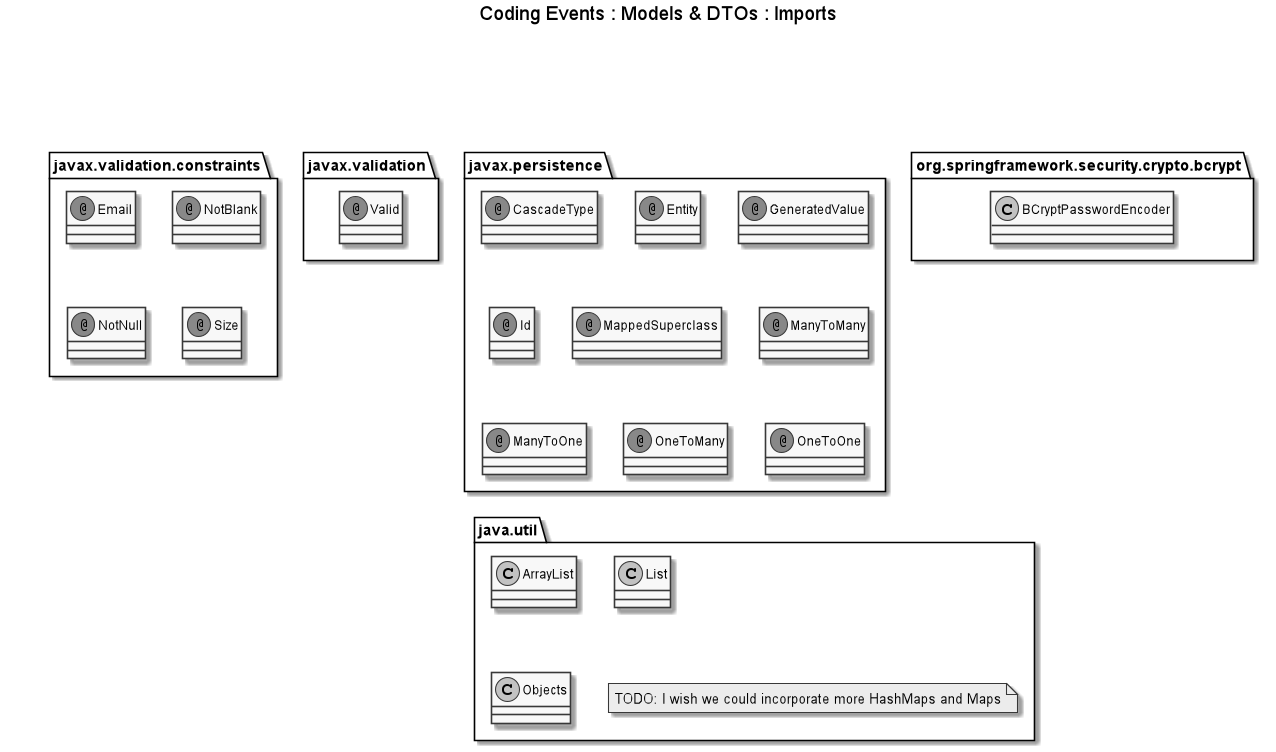 Coding Events : Models & DTOs : Imports
javax.validation.constraints
@ Email
@ NotBlank
@ NotNull
@ Size
javax.validation
@ Valid
javax.persistence
@ CascadeType
@ Entity
@ GeneratedValue
@ Id
@ MappedSuperclass
@ ManyToMany
@ ManyToOne
@ OneToMany
@ OneToOne
org.springframework.security.crypto.bcrypt
C BCryptPasswordEncoder
java.util
C ArrayList
C List
C Objects
TODO: I wish we could incorporate more HashMaps and Maps